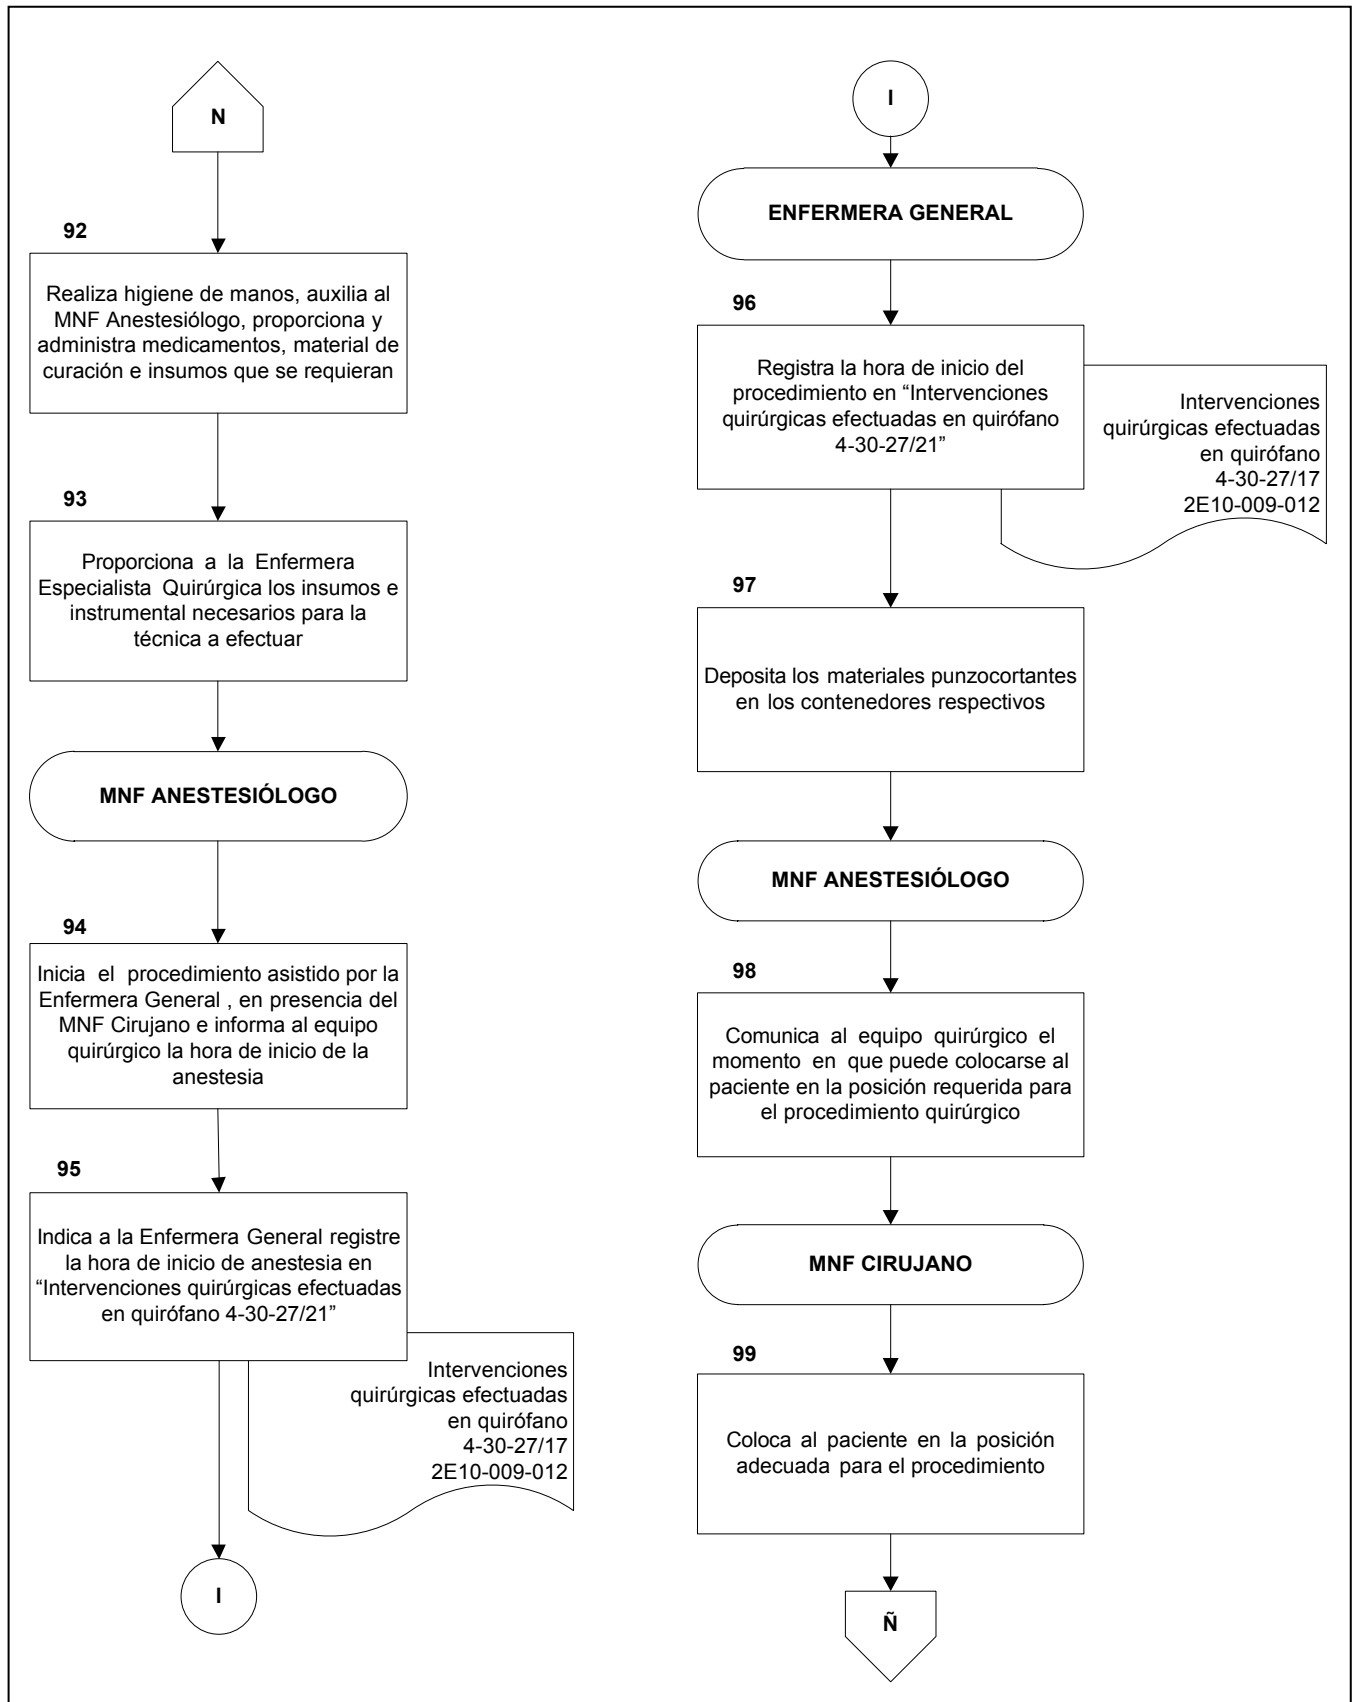 N
92
Realiza higiene de manos, auxilia al
MNF Anestesiólogo, proporciona y
administra medicamentos, material de
curación e insumos que se requieran
93
Proporciona a la Enfermera
Especialista Quirúrgica los insumos e
instrumental necesarios para la
técnica a efectuar
MNF ANESTESIÓLOGO
94
Inicia el procedimiento asistido por la
Enfermera General , en presencia del
MNF Cirujano e informa al equipo
quirúrgico la hora de inicio de la
anestesia
95
Indica a la Enfermera General registre
la hora de inicio de anestesia en
“Intervenciones quirúrgicas efectuadas
en quirófano 4-30-27/21”
Intervenciones
quirúrgicas efectuadas
en quirófano
4-30-27/17
2E10-009-012
I
I
ENFERMERA GENERAL
96
Registra la hora de inicio del
procedimiento en “Intervenciones
quirúrgicas efectuadas en quirófano
4-30-27/21”
Intervenciones
quirúrgicas efectuadas
en quirófano
4-30-27/17
2E10-009-012
97
Deposita los materiales punzocortantes
en los contenedores respectivos
MNF ANESTESIÓLOGO
98
Comunica al equipo quirúrgico el
momento en que puede colocarse al
paciente en la posición requerida para
el procedimiento quirúrgico
MNF CIRUJANO
99
Coloca al paciente en la posición
adecuada para el procedimiento
Ñ